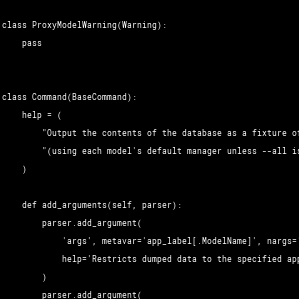 class ProxyModelWarning(Warning):
    pass
class Command(BaseCommand):
    help = (
        "Output the contents of the database as a fixture of
        "(using each model's default manager unless --all is
    )
    def add_arguments(self, parser):
        parser.add_argument(
            'args', metavar='app_label[.ModelName]', nargs='
            help='Restricts dumped data to the specified app
        )
        parser.add_argument(